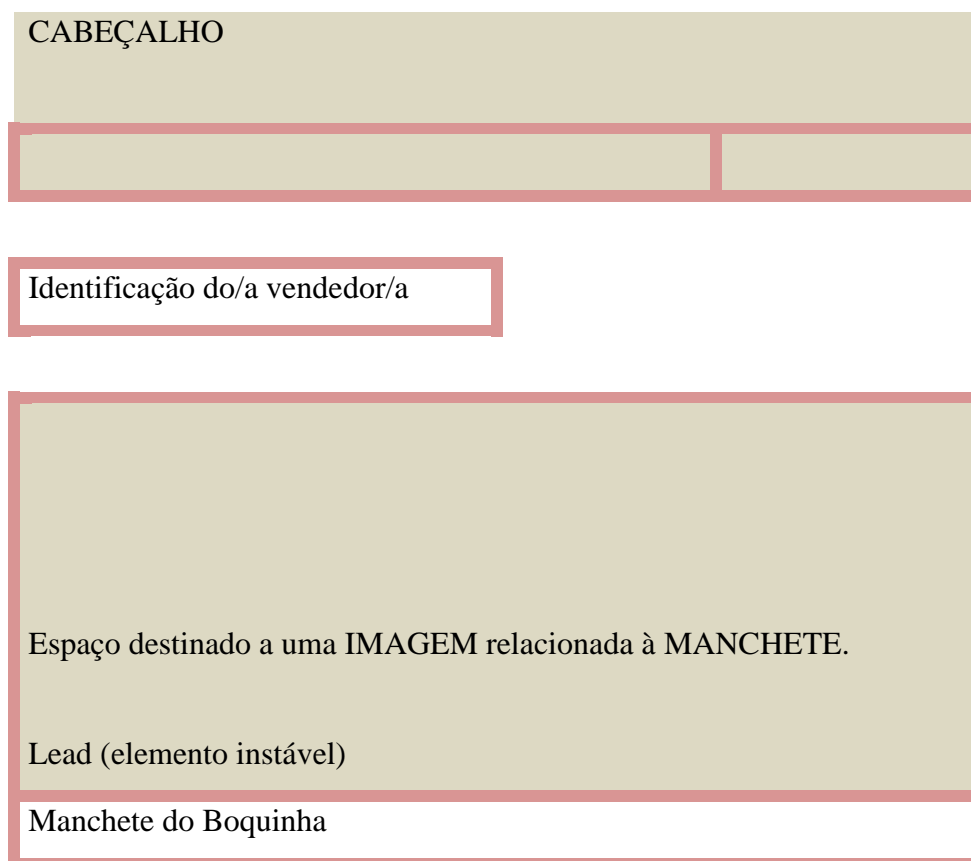 CABEÇALHO
Identificação do/a vendedor/a
Espaço destinado a uma IMAGEM relacionada à MANCHETE.
Lead (elemento instável)
Manchete do Boquinha